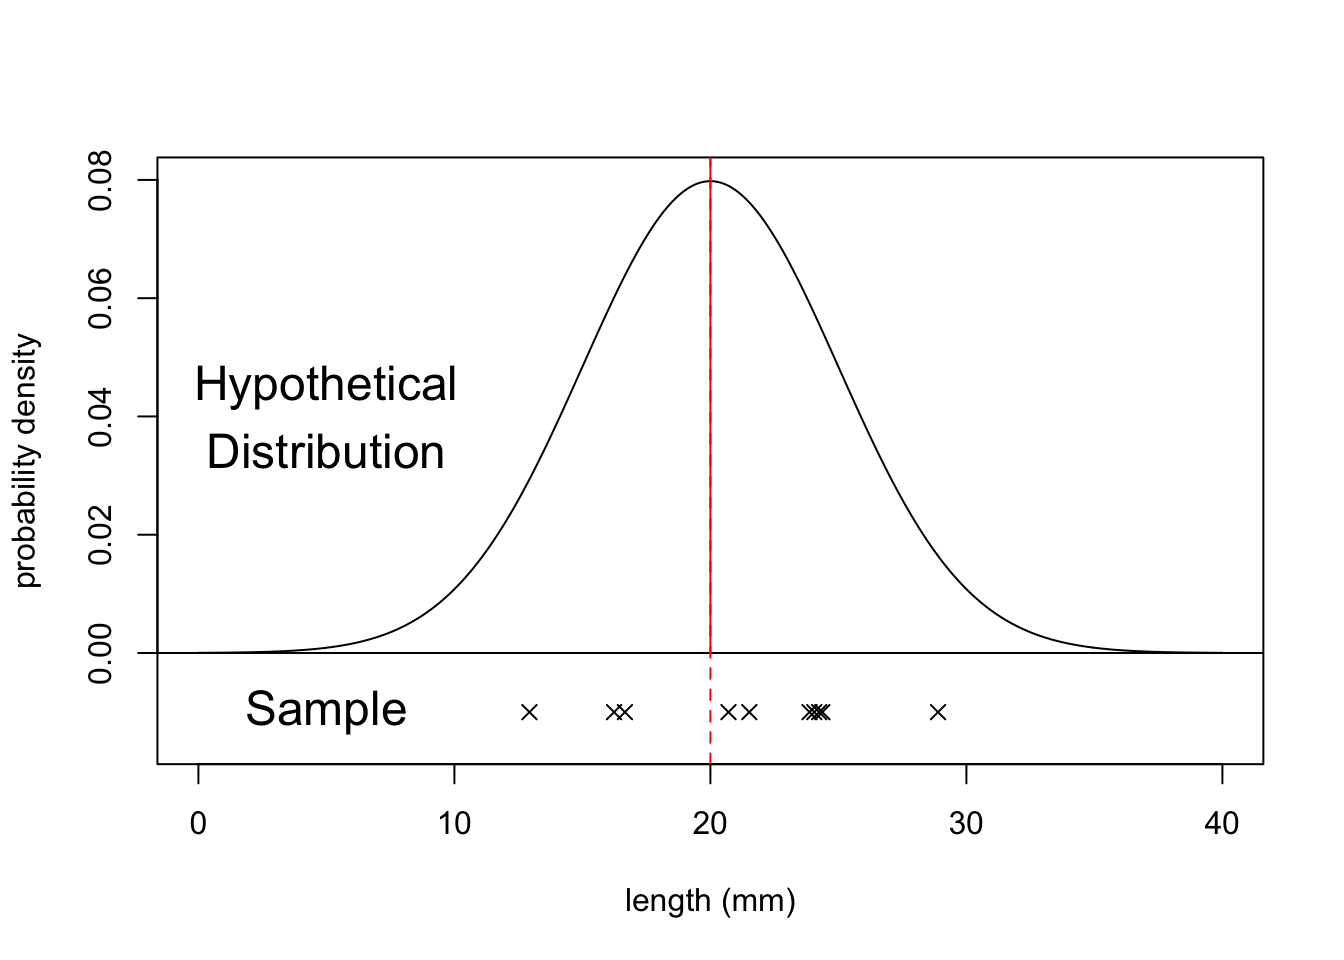 0.08
0.06
0.04
0.02
0.00
probability density
Hypothetical
Distribution
Sample
0 10 20 30 40
length (mm)